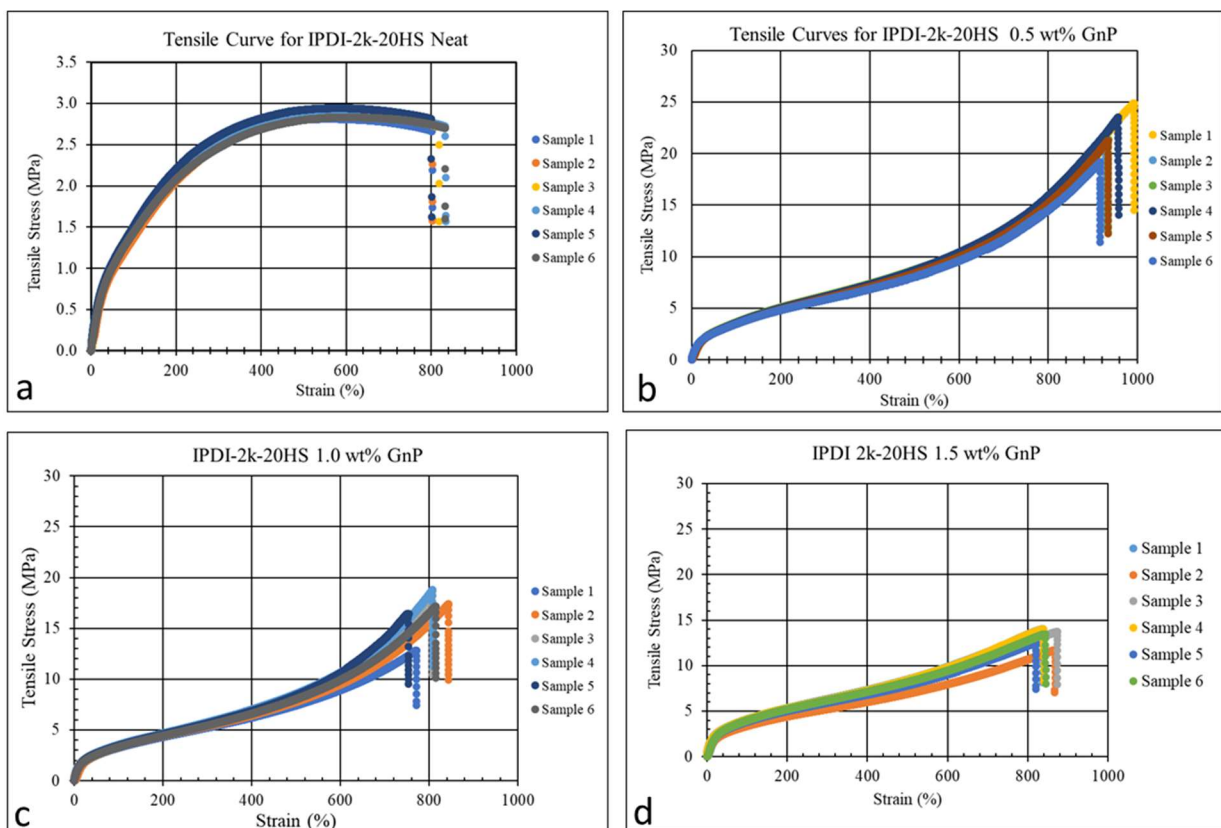 Tensile Curve for IPDI-2k-20HS Neat
3.5
3.0
2.5
2.0
1.5
1.0
0.5
0.0
Tensile Stress (MPa)
0 200 400 600 800 1000
Strain (%)
Sample 1
Sample 2
Sample 3
Sample 4
Sample 5
Sample 6
a
Tensile Curves for IPDI-2k-20HS 0.5 wt% GnP
30
25
20
15
10
5
0
Tensile Stress (MPa)
0 200 400 600 800 1000
Strain (%)
Sample 1
Sample 2
Sample 3
Sample 4
Sample 5
Sample 6
b
IPDI-2k-20HS 1.0 wt% GnP
30
25
20
15
10
5
0
Tensile Stress (MPa)
0 200 400 600 800 1000
Strain (%)
Sample 1
Sample 2
Sample 3
Sample 4
Sample 5
Sample 6
c
IPDI 2k-20HS 1.5 wt% GnP
30
25
20
15
10
5
0
Tensile Stress (MPa)
0 200 400 600 800 1000
Strain (%)
Sample 1
Sample 2
Sample 3
Sample 4
Sample 5
Sample 6
d